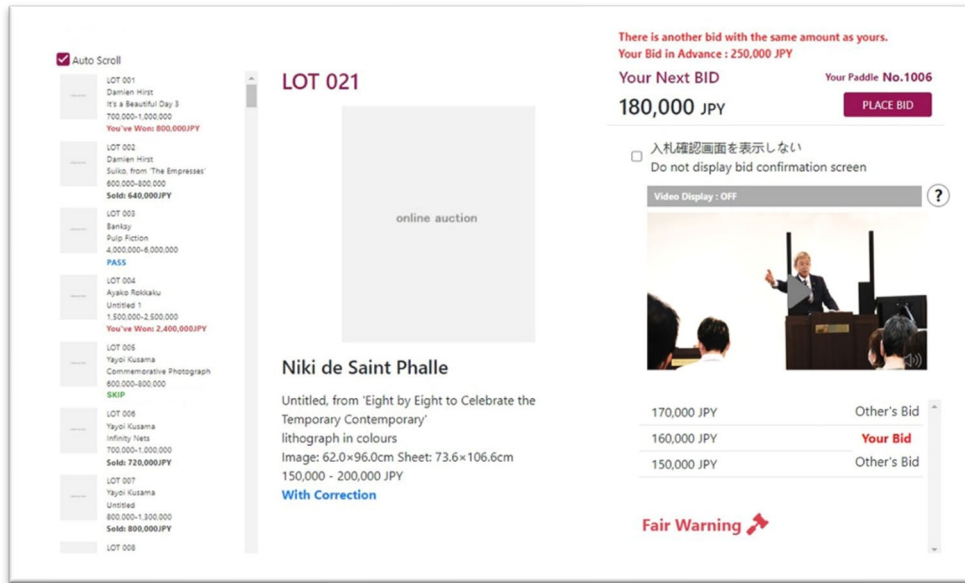 Auto Scroll
LOT 001
Damien Hirst
It's a Beautiful Day 3
700,000-1,000,000
You've Won: 800,000JPY
LOT 002
Damien Hirst
Suiko, from 'The Empresses'
600,000-800,000
Sold: 640,000JPY
LOT 003
Banksy
Pulp Fiction
4,000,000-6,000,000
PASS
LOT 004
Ayako Rokkaku
Untitled 1
1,500,000-2,500,000
You've Won: 2,400,000JPY
LOT 005
Yayoi Kusama
Commemorative Photograph
600,000-800,000
SKIP
LOT 006
Yayoi Kusama
Infinity Nets
700,000-1,000,000
Sold: 720,000JPY
LOT 007
Yayoi Kusama
Untitled
800,000-1,300,000
Sold: 800,000JPY
LOT 008
LOT 021
online auction
Niki de Saint Phalle
Untitled, from 'Eight by Eight to Celebrate the
Temporary Contemporary'
lithograph in colours
Image: 62.0×96.0cm Sheet: 73.6×106.6cm
150,000 - 200,000 JPY
With Correction
There is another bid with the same amount as yours.
Your Bid in Advance : 250,000 JPY
Your Next BID
Your Paddle No.1006
180,000 JPY
PLACE BID
入札確認画面を表示しない
Do not display bid confirmation screen
Video Display : OFF
?
170,000 JPY Other's Bid
160,000 JPY Your Bid
150,000 JPY Other's Bid
Fair Warning